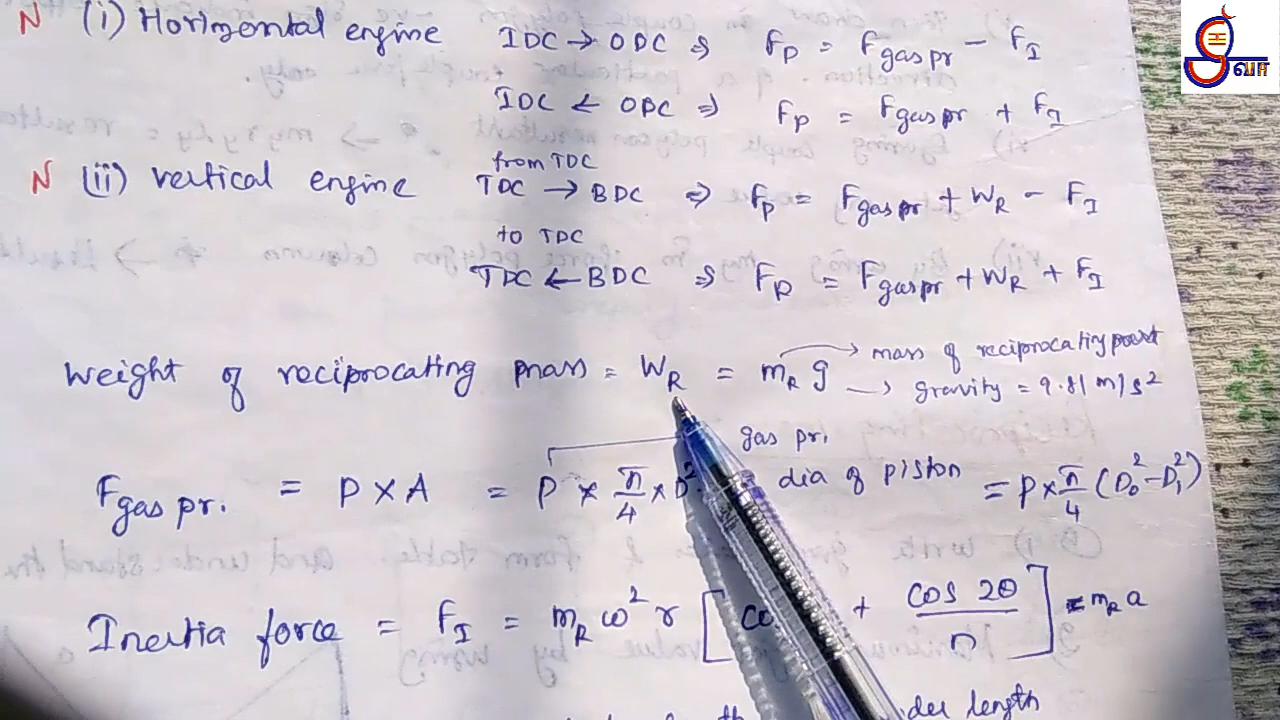 N (i) Horizontal engine IDC → ODC ⇒ Fp = Fgas pr − FI
IDC ← ODC ⇒ Fp = Fgas pr + FI
from TDC
N (ii) vertical engine TDC → BDC ⇒ Fp = Fgas pr + WR − FI
to TDC
TDC ← BDC ⇒ FP = Fgas pr + WR + FI
Weight of reciprocating mass = WR = mR g → mass of reciprocating part
→ gravity = 9.81 m/s²
gas pr.
Fgas pr. = P × A = P × π/4 × D² dia of piston = P × π/4 (Do² − Di²)
Inertia force = FI = mR ω² r [ + cos 2θ / n ] = mR a
length
வா